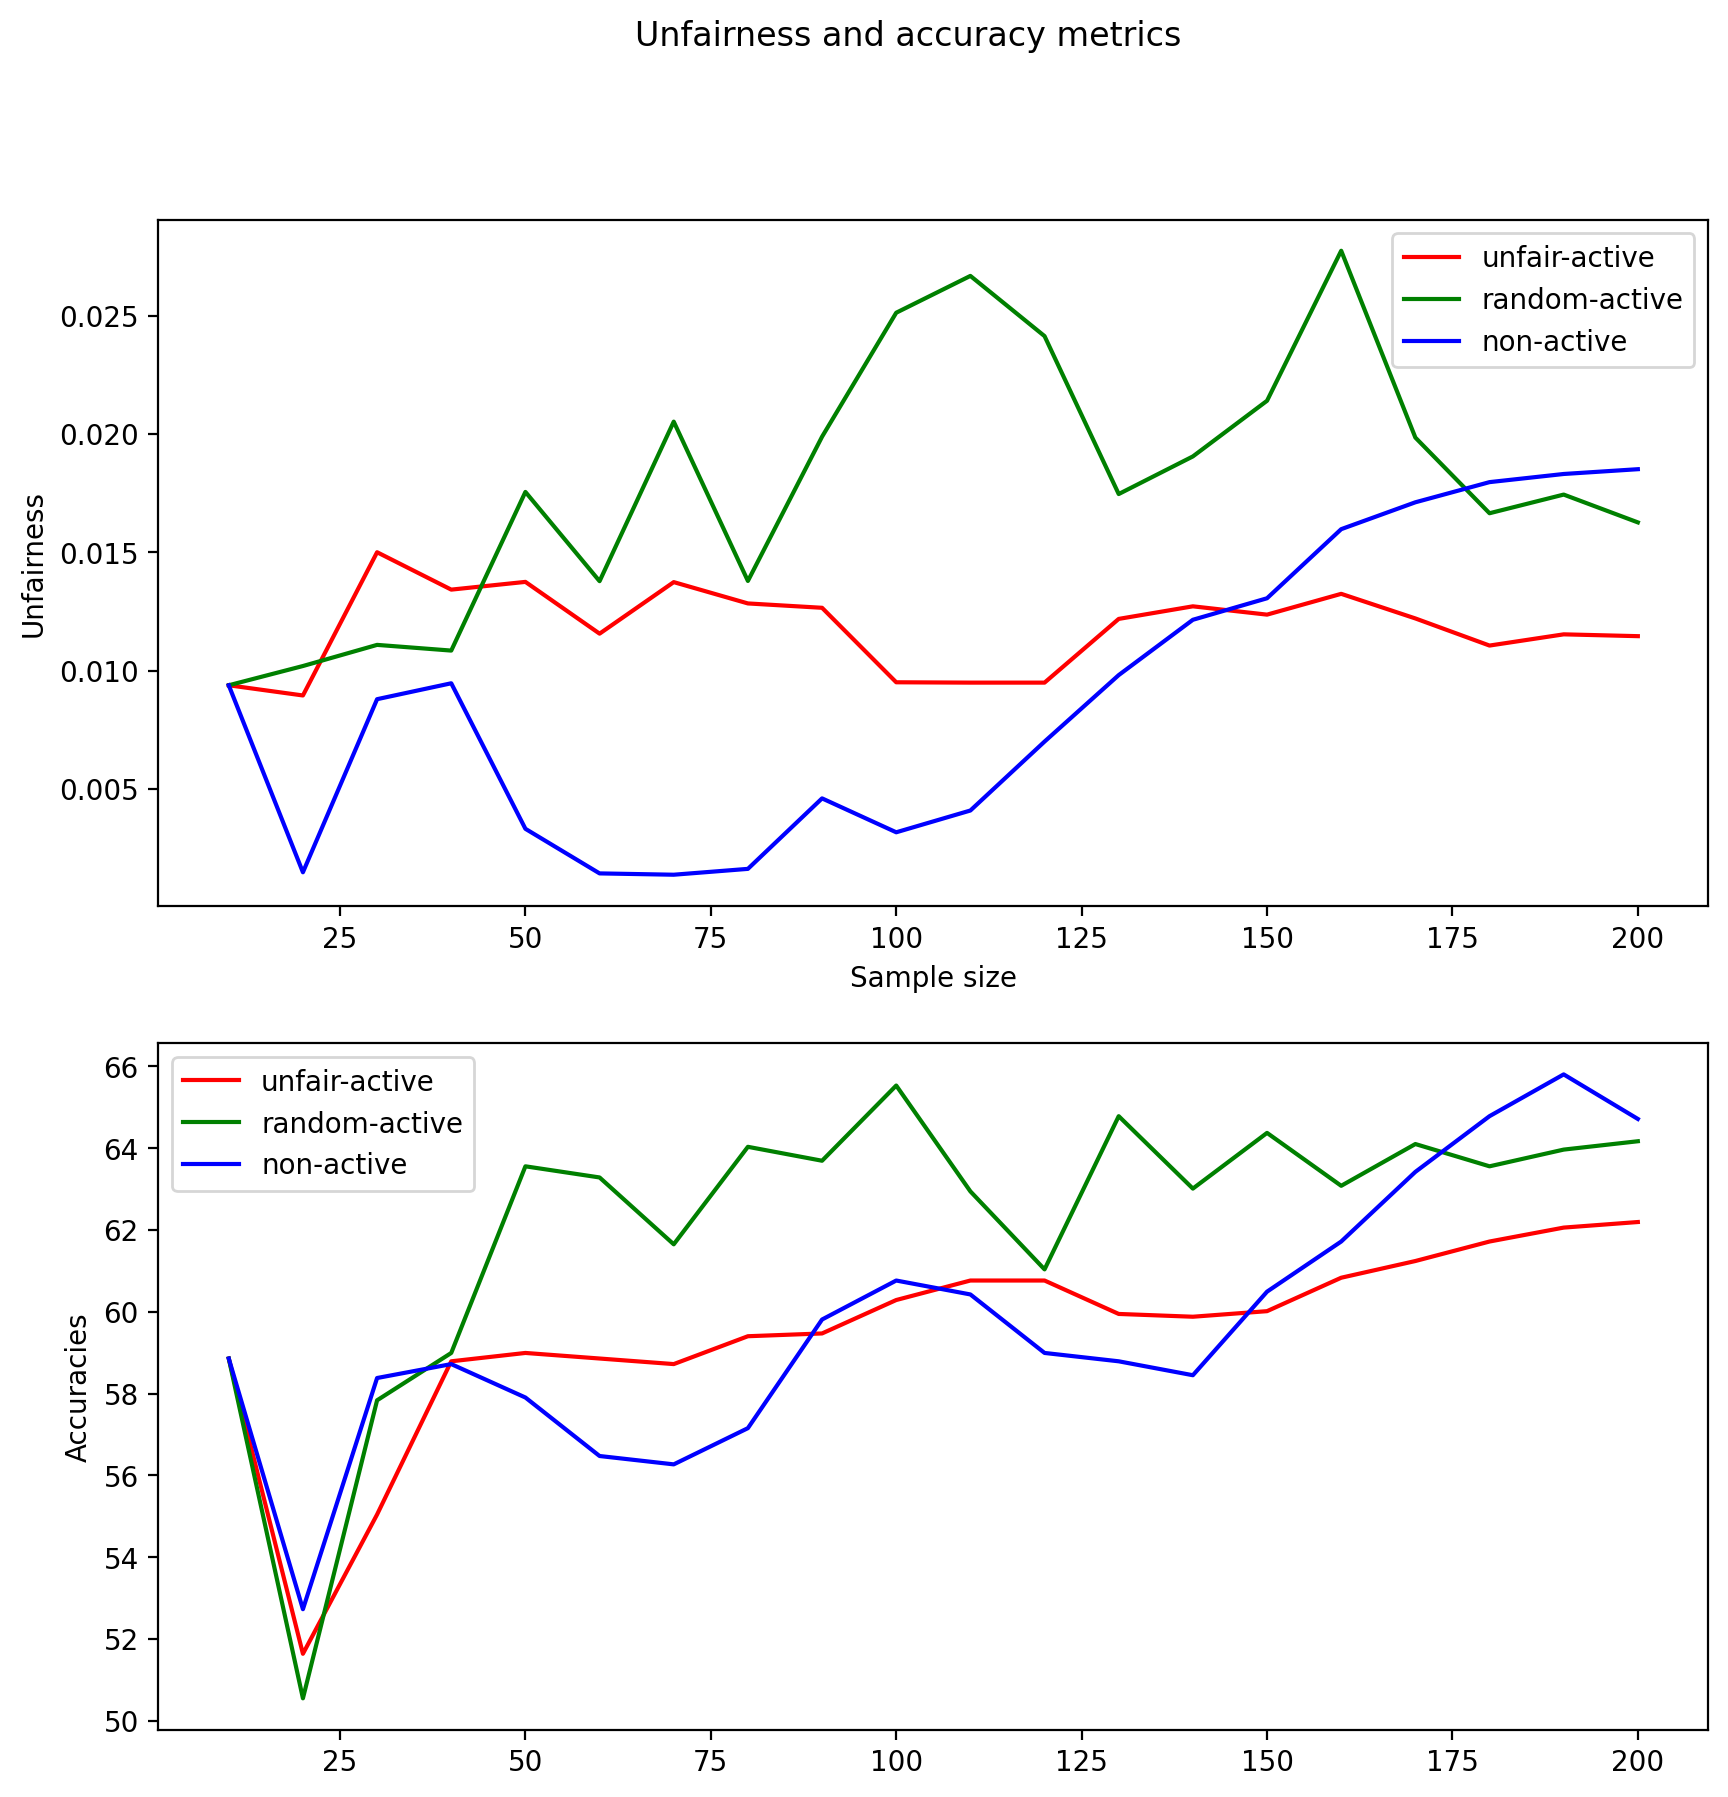 Unfairness and accuracy metrics
Unfairness
0.025
0.020
0.015
0.010
0.005
unfair-active
random-active
non-active
25 50 75 100 125 150 175 200
Sample size
Accuracies
66
64
62
60
58
56
54
52
50
unfair-active
random-active
non-active
25 50 75 100 125 150 175 200